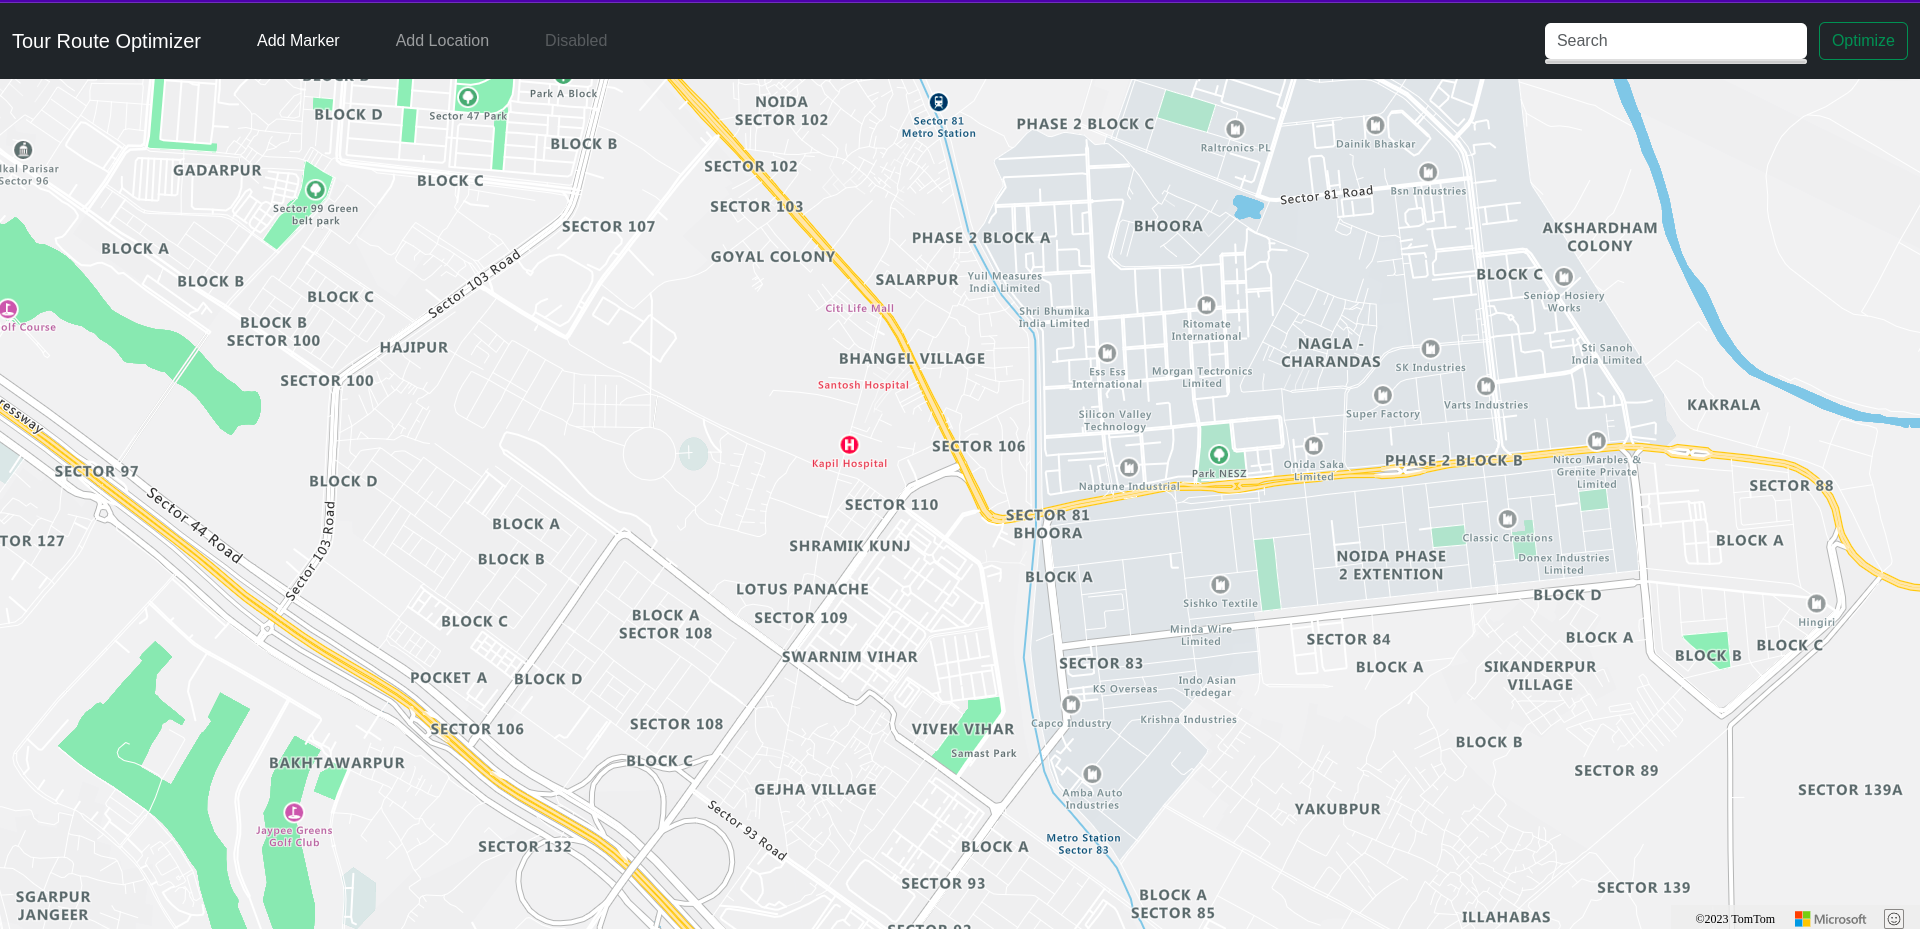 Tour Route Optimizer
Add Marker
Add Location
Disabled
Search
Optimize
BLOCK D
Sector 47 Park
Park A Block
NOIDA
SECTOR 102
Sector 81
Metro Station
PHASE 2 BLOCK C
Raltronics PL
Dainik Bhaskar
BLOCK B
GADARPUR
BLOCK C
lkal Parisar
Sector 96
SECTOR 102
Sector 81 Road
Bsn Industries
Sector 99 Green
belt park
SECTOR 103
SECTOR 107
BHOORA
AKSHARDHAM
COLONY
BLOCK A
PHASE 2 BLOCK A
GOYAL COLONY
SALARPUR
Yuil Measures
India Limited
BLOCK C
Seniop Hosiery
Works
BLOCK B
BLOCK C
Sector 103 Road
Citi Life Mall
Shri Bhumika
India Limited
Ritomate
International
olf Course
BLOCK B
SECTOR 100
HAJIPUR
BHANGEL VILLAGE
NAGLA -
CHARANDAS
Sti Sanoh
India Limited
SK Industries
SECTOR 100
Santosh Hospital
Ess Ess
International
Morgan Tectronics
Limited
Super Factory
Varts Industries
KAKRALA
ressway
Silicon Valley
Technology
SECTOR 106
Kapil Hospital
SECTOR 97
Park NESZ
Onida Saka
Limited
PHASE 2 BLOCK B
Nitco Marbles &
Grenite Private
Limited
BLOCK D
Naptune Industrial
SECTOR 88
Sector 44 Road
SECTOR 110
SECTOR 81
BHOORA
BLOCK A
Sector 103 Road
TOR 127
SHRAMIK KUNJ
Classic Creations
BLOCK A
BLOCK B
NOIDA PHASE
2 EXTENTION
Donex Industries
Limited
BLOCK A
LOTUS PANACHE
Sishko Textile
BLOCK D
BLOCK C
BLOCK A
SECTOR 108
SECTOR 109
Minda Wire
Limited
SECTOR 84
BLOCK A
Hingiri
BLOCK C
BLOCK B
SWARNIM VIHAR
SECTOR 83
BLOCK A
SIKANDERPUR
VILLAGE
POCKET A
BLOCK D
KS Overseas
Indo Asian
Tredegar
SECTOR 106
SECTOR 108
VIVEK VIHAR
Capco Industry
Krishna Industries
Samast Park
BLOCK B
BAKHTAWARPUR
BLOCK C
SECTOR 89
GEJHA VILLAGE
Amba Auto
Industries
SECTOR 139A
YAKUBPUR
Jaypee Greens
Golf Club
Sector 93 Road
SECTOR 132
BLOCK A
Metro Station
Sector 83
SECTOR 93
SECTOR 139
SGARPUR
JANGEER
BLOCK A
SECTOR 85
ILLAHABAS
©2023 TomTom
Microsoft